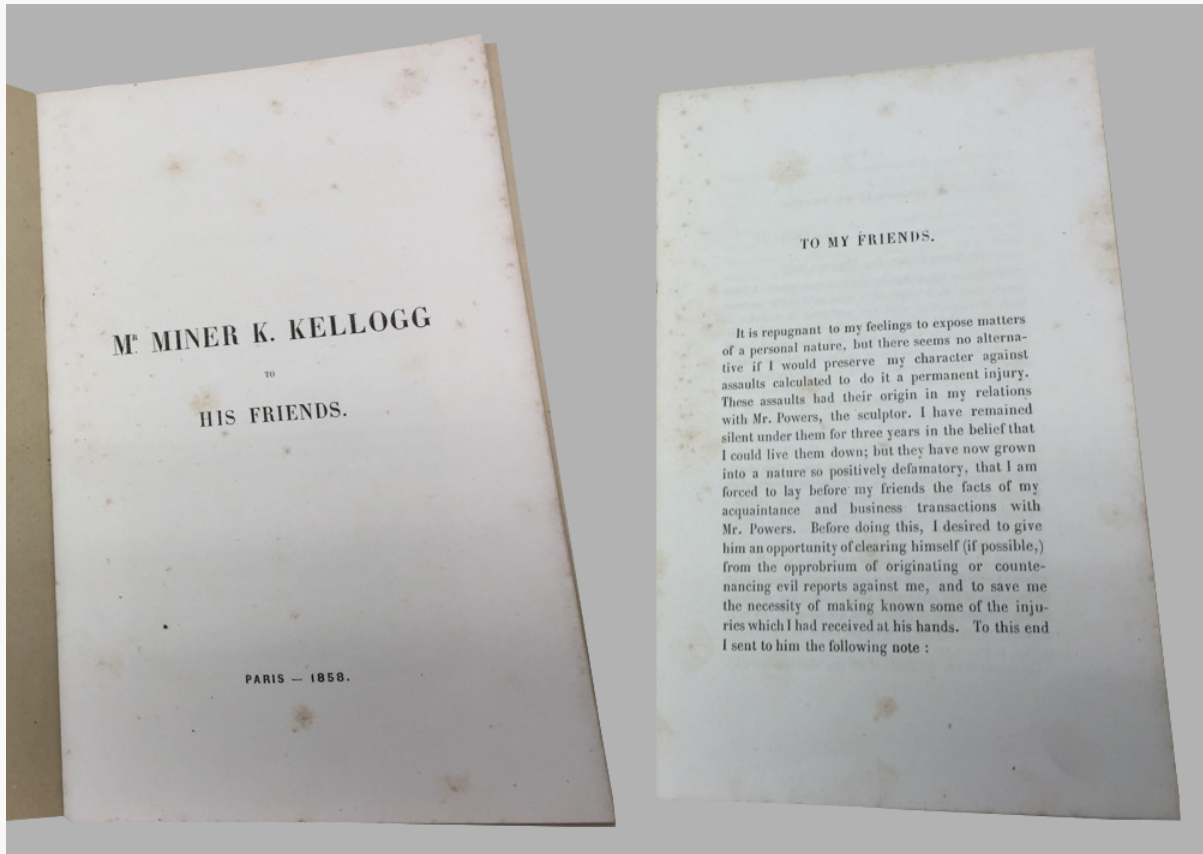 Mᴿ. MINER K. KELLOGG
TO
HIS FRIENDS.
PARIS — 1858.
TO MY FRIENDS.
It is repugnant to my feelings to expose matters
of a personal nature, but there seems no alterna-
tive if I would preserve my character against
assaults calculated to do it a permanent injury.
These assaults had their origin in my relations
with Mr. Powers, the sculptor. I have remained
silent under them for three years in the belief that
I could live them down; but they have now grown
into a nature so positively defamatory, that I am
forced to lay before my friends the facts of my
acquaintance and business transactions with
Mr. Powers. Before doing this, I desired to give
him an opportunity of clearing himself (if possible,)
from the opprobrium of originating or counte-
nancing evil reports against me, and to save me
the necessity of making known some of the inju-
ries which I had received at his hands. To this end
I sent to him the following note :